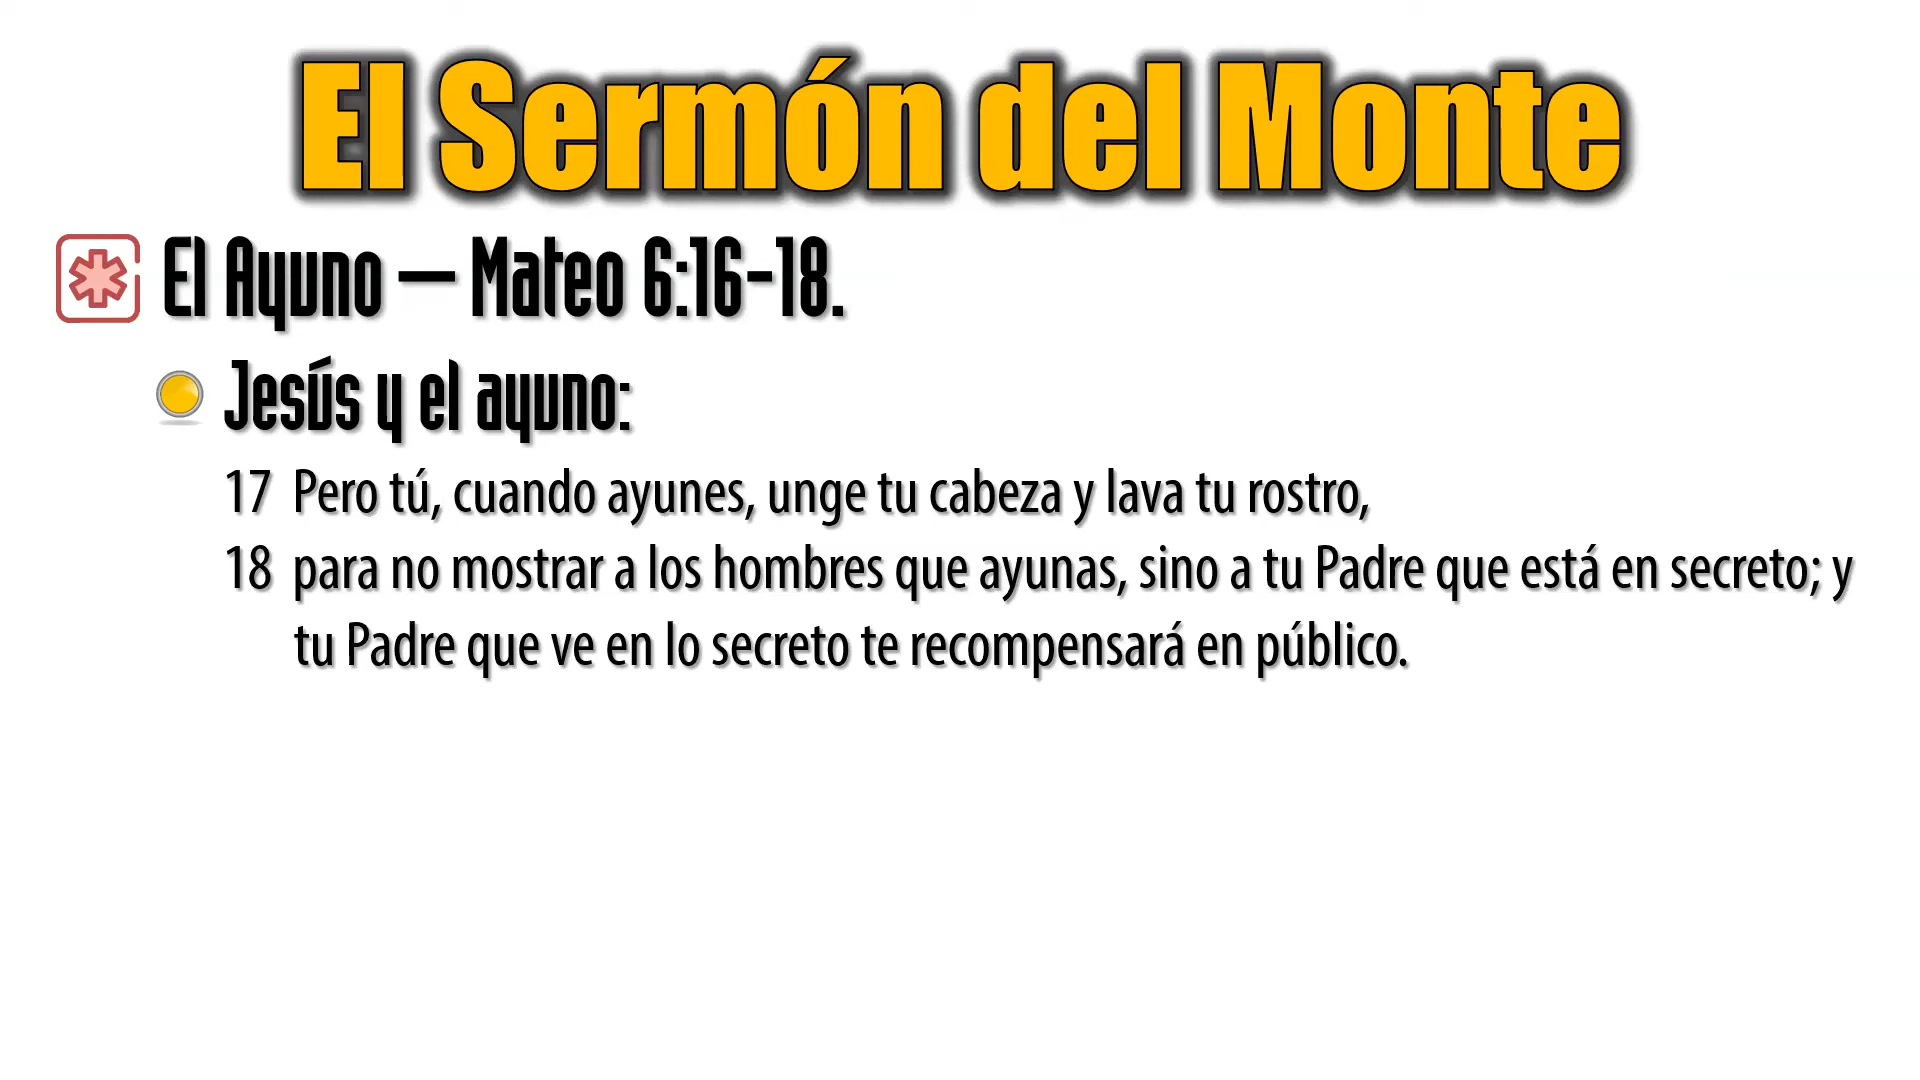 El Sermón del Monte
El Ayuno – Mateo 6:16-18.
Jesús y el ayuno:
17 Pero tú, cuando ayunes, unge tu cabeza y lava tu rostro,
18 para no mostrar a los hombres que ayunas, sino a tu Padre que está en secreto; y
tu Padre que ve en lo secreto te recompensará en público.